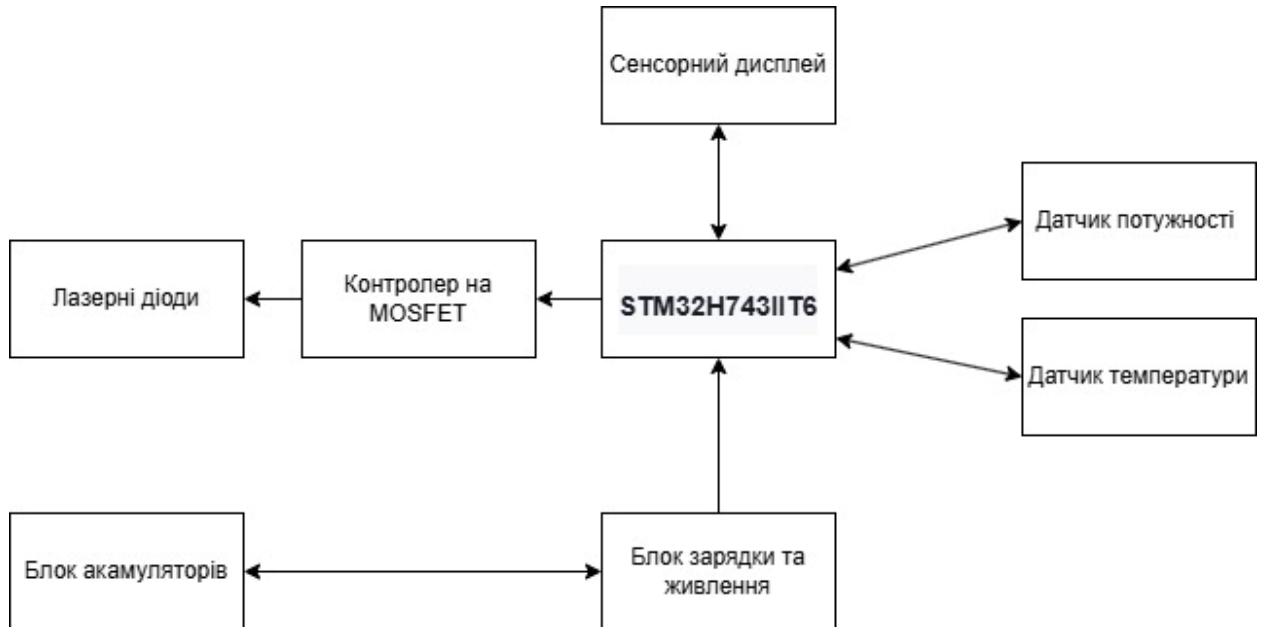 Сенсорний дисплей
Датчик потужності
Лазерні діоди
Контролер на
MOSFET
STM32H743IIT6
Датчик температури
Блок акамуляторів
Блок зарядки та
живлення